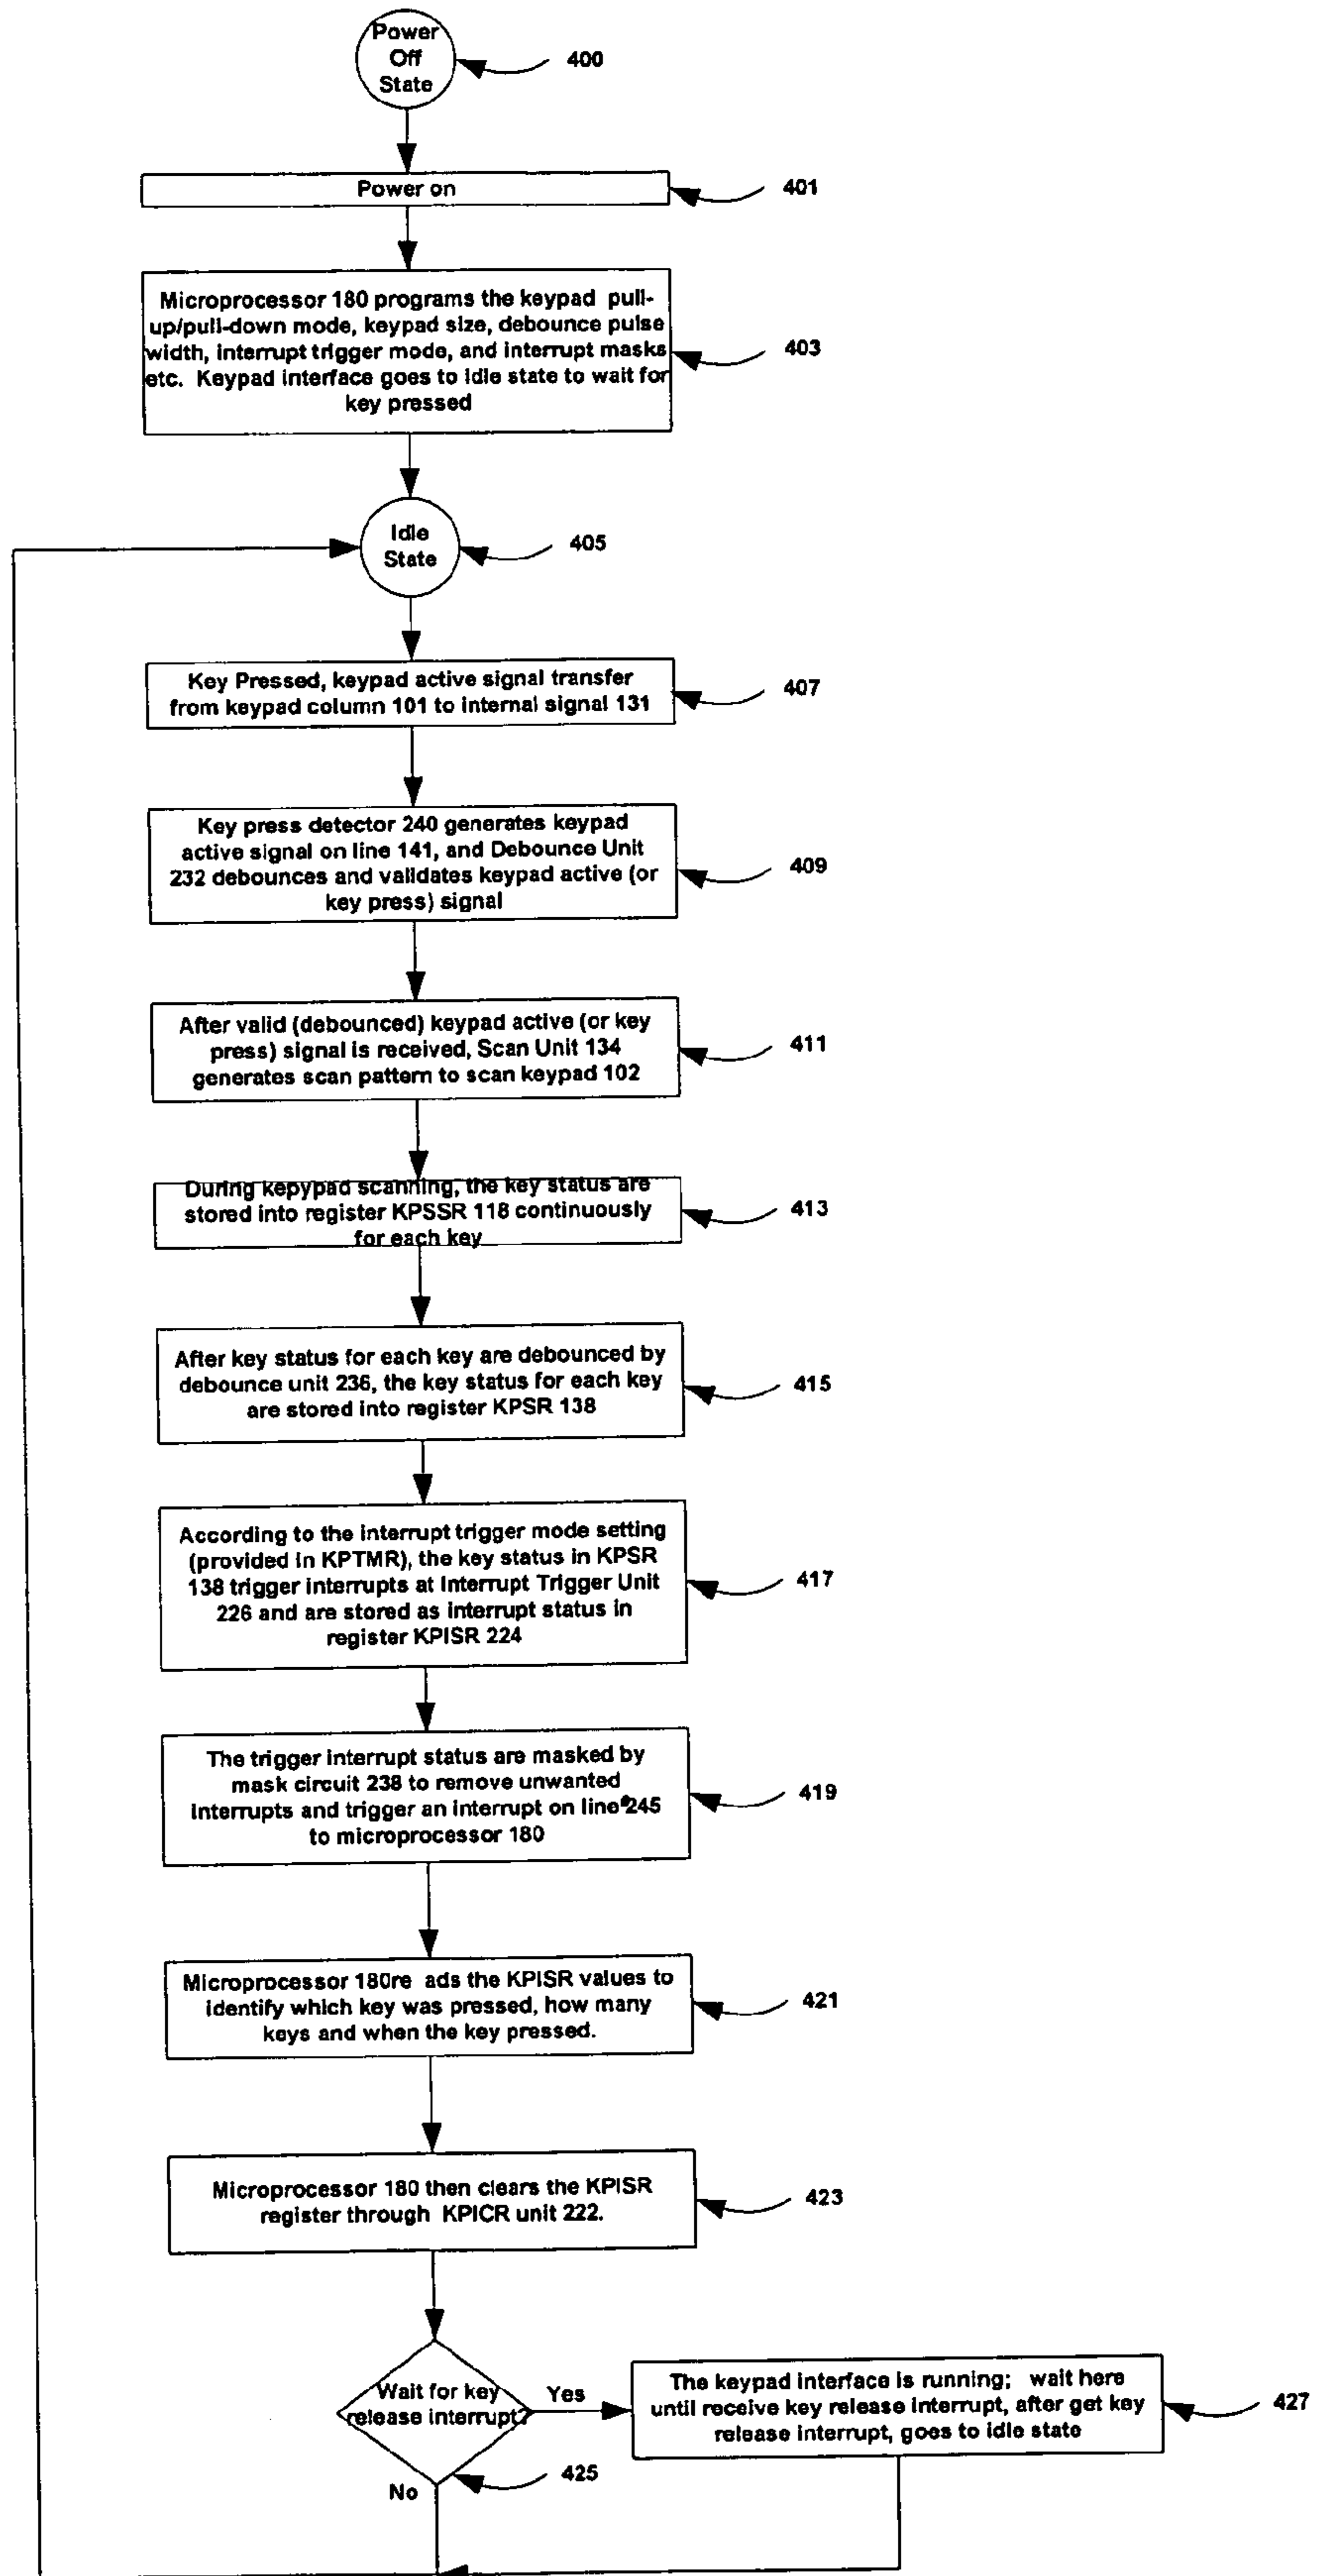 Power
Off
State
400
Power on
401
Microprocessor 180 programs the keypad pull-
up/pull-down mode, keypad size, debounce pulse
width, interrupt trigger mode, and interrupt masks
etc. Keypad interface goes to Idle state to wait for
key pressed
403
Idle
State
405
Key Pressed, keypad active signal transfer
from keypad column 101 to internal signal 131
407
Key press detector 240 generates keypad
active signal on line 141, and Debounce Unit
232 debounces and validates keypad active (or
key press) signal
409
After valid (debounced) keypad active (or key
press) signal is received, Scan Unit 134
generates scan pattern to scan keypad 102
411
During kepypad scanning, the key status are
stored into register KPSSR 118 continuously
for each key
413
After key status for each key are debounced by
debounce unit 236, the key status for each key
are stored into register KPSR 138
415
According to the interrupt trigger mode setting
(provided in KPTMR), the key status in KPSR
138 trigger interrupts at Interrupt Trigger Unit
226 and are stored as interrupt status in
register KPISR 224
417
The trigger interrupt status are masked by
mask circuit 238 to remove unwanted
interrupts and trigger an interrupt on line 245
to microprocessor 180
419
Microprocessor 180re ads the KPISR values to
identify which key was pressed, how many
keys and when the key pressed.
421
Microprocessor 180 then clears the KPISR
register through KPICR unit 222.
423
Wait for key
release interrupt?
Yes
The keypad interface is running; wait here
until receive key release interrupt, after get key
release interrupt, goes to idle state
427
425
No